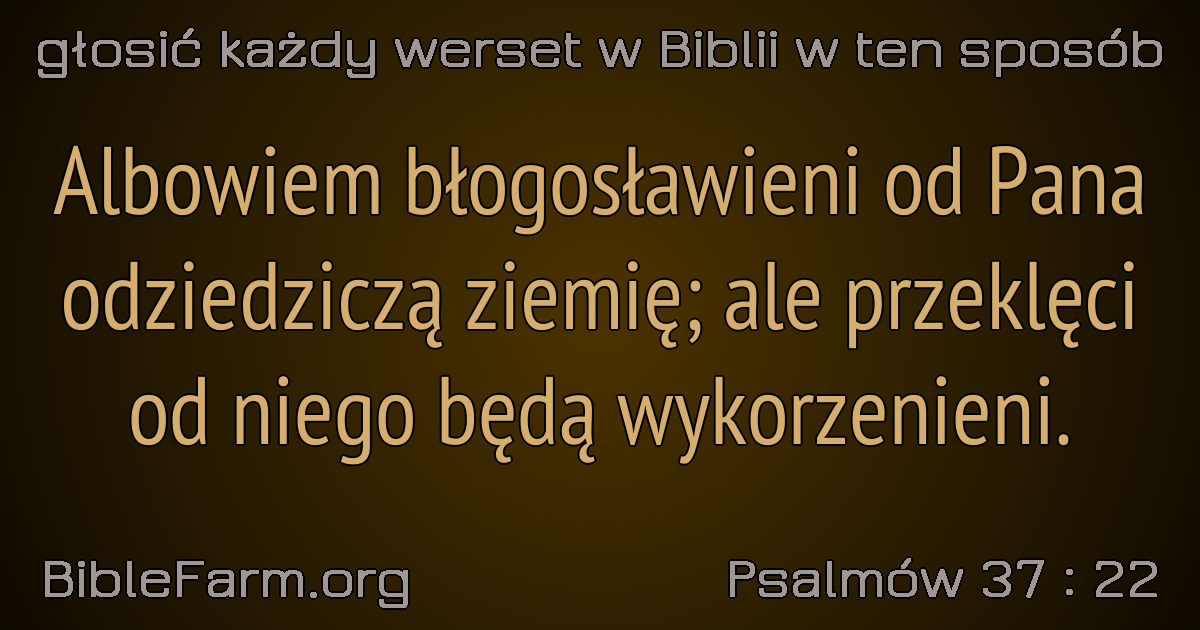 głosić każdy werset w Biblii w ten sposób
Albowiem błogosławieni od Pana
odziedziczą ziemię; ale przeklęci
od niego będą wykorzenieni.
BibleFarm.org
Psalmów 37 : 22